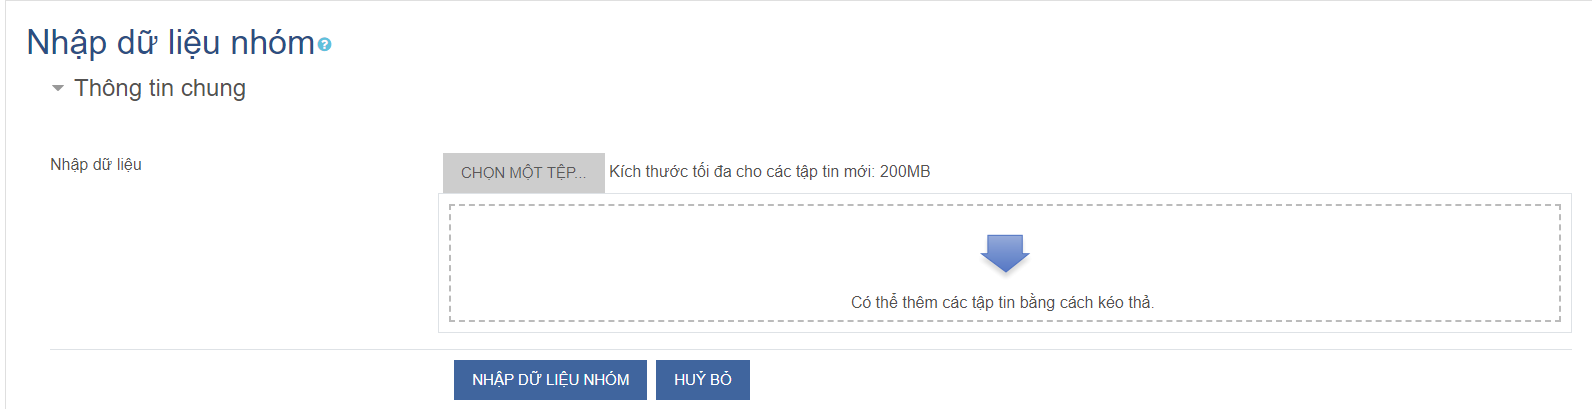 Nhập dữ liệu nhóm
Thông tin chung
Nhập dữ liệu
CHỌN MỘT TỆP... Kích thước tối đa cho các tập tin mới: 200MB
Có thể thêm các tập tin bằng cách kéo thả.
NHẬP DỮ LIỆU NHÓM HUỶ BỎ